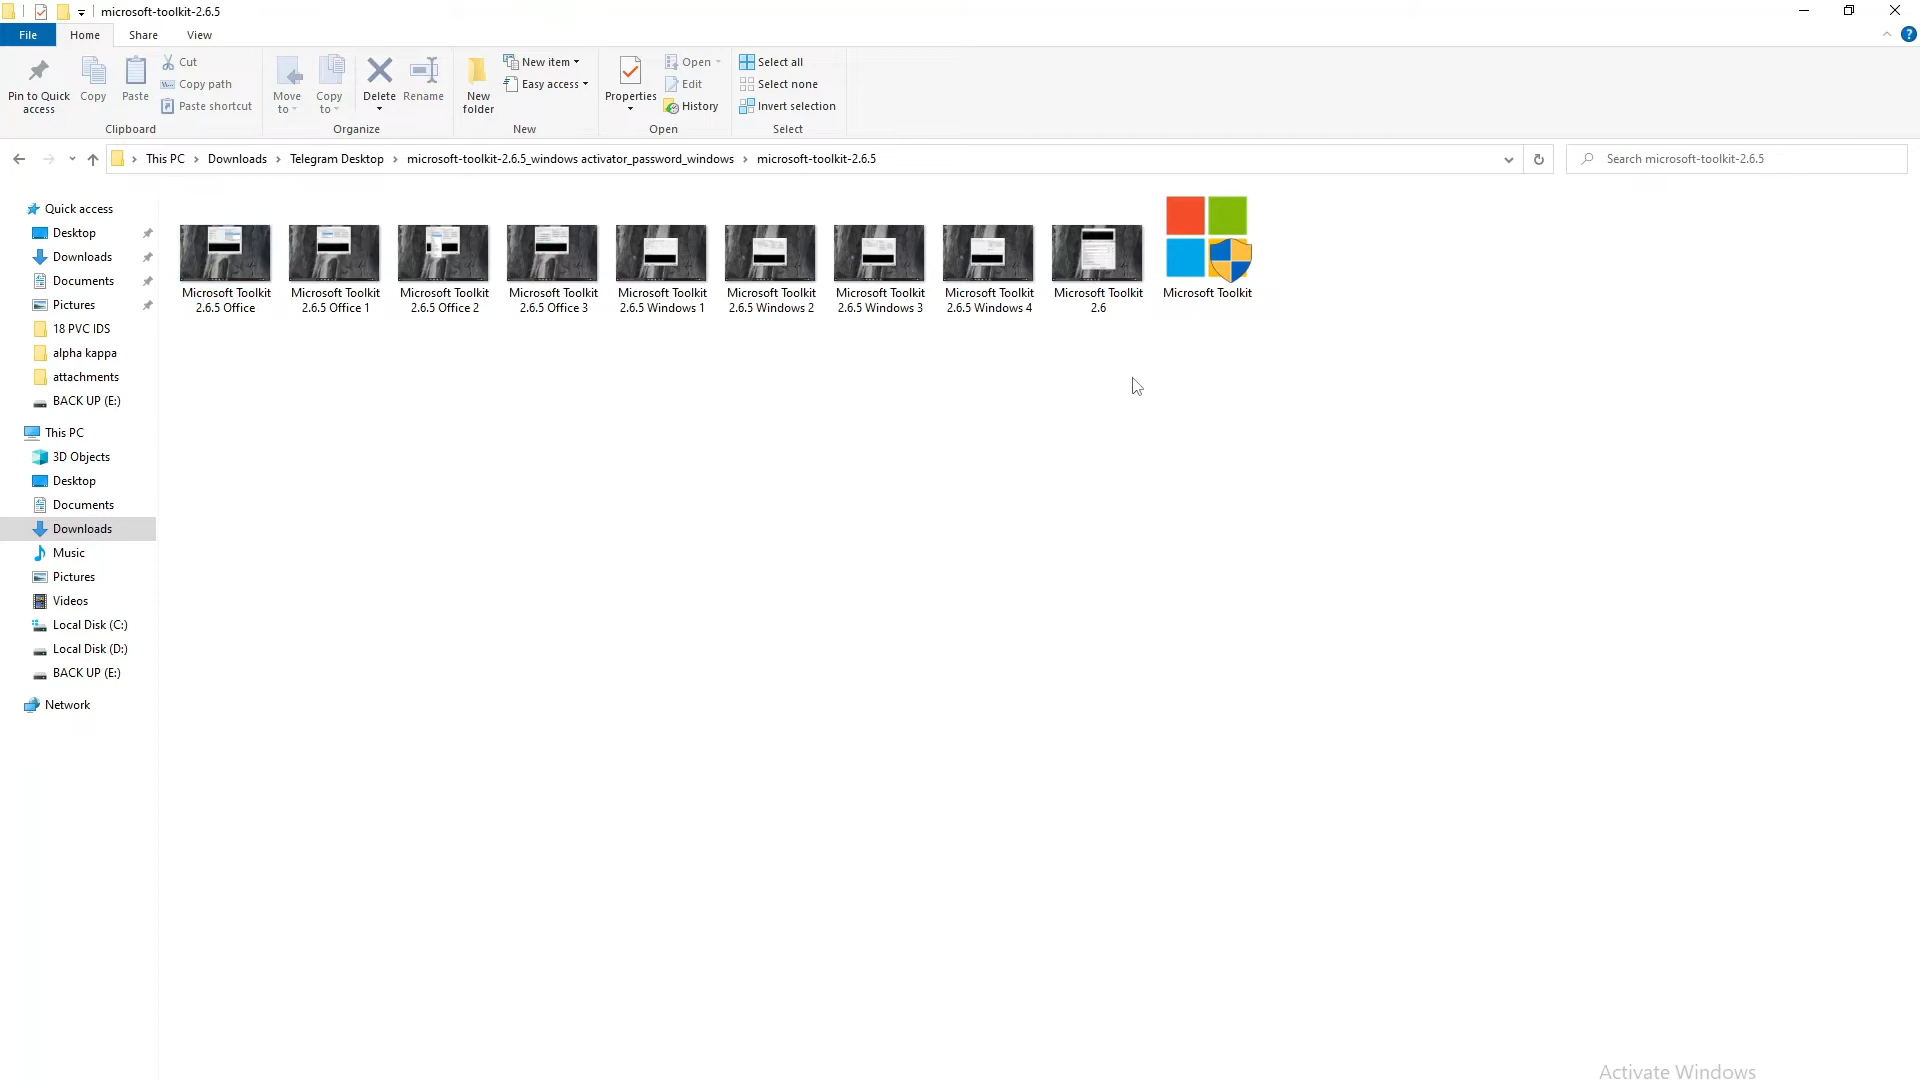 microsoft-toolkit-2.6.5
File Home Share View
Pin to Quick access
Copy
Paste
Cut
Copy path
Paste shortcut
Clipboard
Move to
Copy to
Delete
Rename
Organize
New folder
New item
Easy access
New
Properties
Open
Edit
History
Open
Select all
Select none
Invert selection
Select
This PC > Downloads > Telegram Desktop > microsoft-toolkit-2.6.5_windows activator_password_windows > microsoft-toolkit-2.6.5
Search microsoft-toolkit-2.6.5
Quick access
Desktop
Downloads
Documents
Pictures
18 PVC IDS
alpha kappa
attachments
BACK UP (E:)
This PC
3D Objects
Desktop
Documents
Downloads
Music
Pictures
Videos
Local Disk (C:)
Local Disk (D:)
BACK UP (E:)
Network
Microsoft Toolkit
2.6.5 Office
Microsoft Toolkit
2.6.5 Office 1
Microsoft Toolkit
2.6.5 Office 2
Microsoft Toolkit
2.6.5 Office 3
Microsoft Toolkit
2.6.5 Windows 1
Microsoft Toolkit
2.6.5 Windows 2
Microsoft Toolkit
2.6.5 Windows 3
Microsoft Toolkit
2.6.5 Windows 4
Microsoft Toolkit
2.6
Microsoft Toolkit
Activate Windows